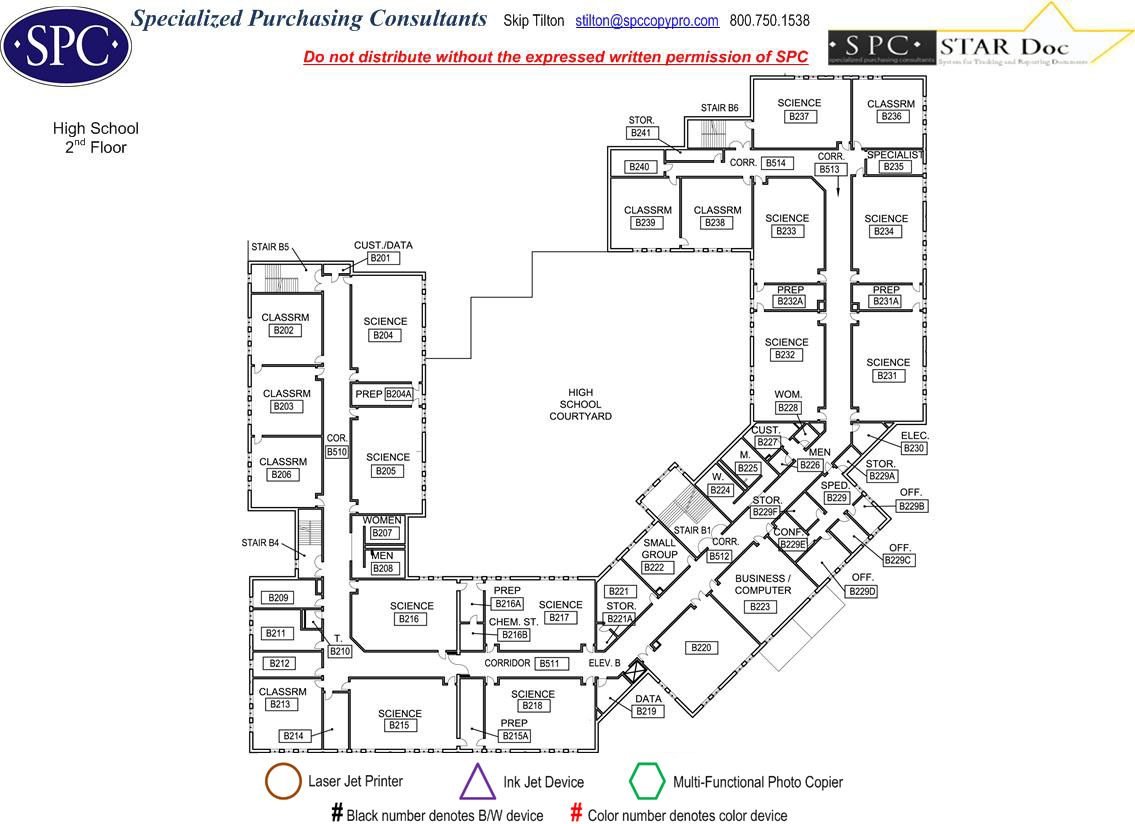 SPC
Specialized Purchasing Consultants Skip Tilton stilton@spccopypro.com 800.750.1538
SPC STAR Doc
specialized purchasing consultants System for Tracking and Reporting Documents
Do not distribute without the expressed written permission of SPC
High School
2nd Floor
STAIR B6
SCIENCE
B237
CLASSRM
B236
STOR.
B241
B240
CORR. B514
CORR.
B513
SPECIALIST
B235
CLASSRM
B239
CLASSRM
B238
SCIENCE
B233
SCIENCE
B234
STAIR B5
CUST./DATA
B201
PREP
B232A
PREP
B231A
CLASSRM
B202
SCIENCE
B204
SCIENCE
B232
SCIENCE
B231
CLASSRM
B203
PREP B204A
HIGH
SCHOOL
COURTYARD
WOM.
B228
COR.
B510
CUST.
B227
ELEC.
B230
CLASSRM
B206
SCIENCE
B205
M.
B225
MEN
B226
STOR.
B229A
W.
B224
SPED.
B229
OFF.
B229B
STOR.
B229F
WOMEN
B207
STAIR B4
STAIR B1
CORR.
B512
CONF.
B229E
MEN
B208
SMALL
GROUP
B222
OFF.
B229C
OFF.
B229D
BUSINESS /
COMPUTER
B223
B209
SCIENCE
B216
PREP
B216A
SCIENCE
B217
B221
STOR.
B221A
CHEM. ST.
B216B
B211
T.
B210
B220
B212
CORRIDOR B511
ELEV. B
CLASSRM
B213
SCIENCE
B218
DATA
B219
SCIENCE
B215
PREP
B215A
B214
Laser Jet Printer
Ink Jet Device
Multi-Functional Photo Copier
# Black number denotes B/W device
# Color number denotes color device